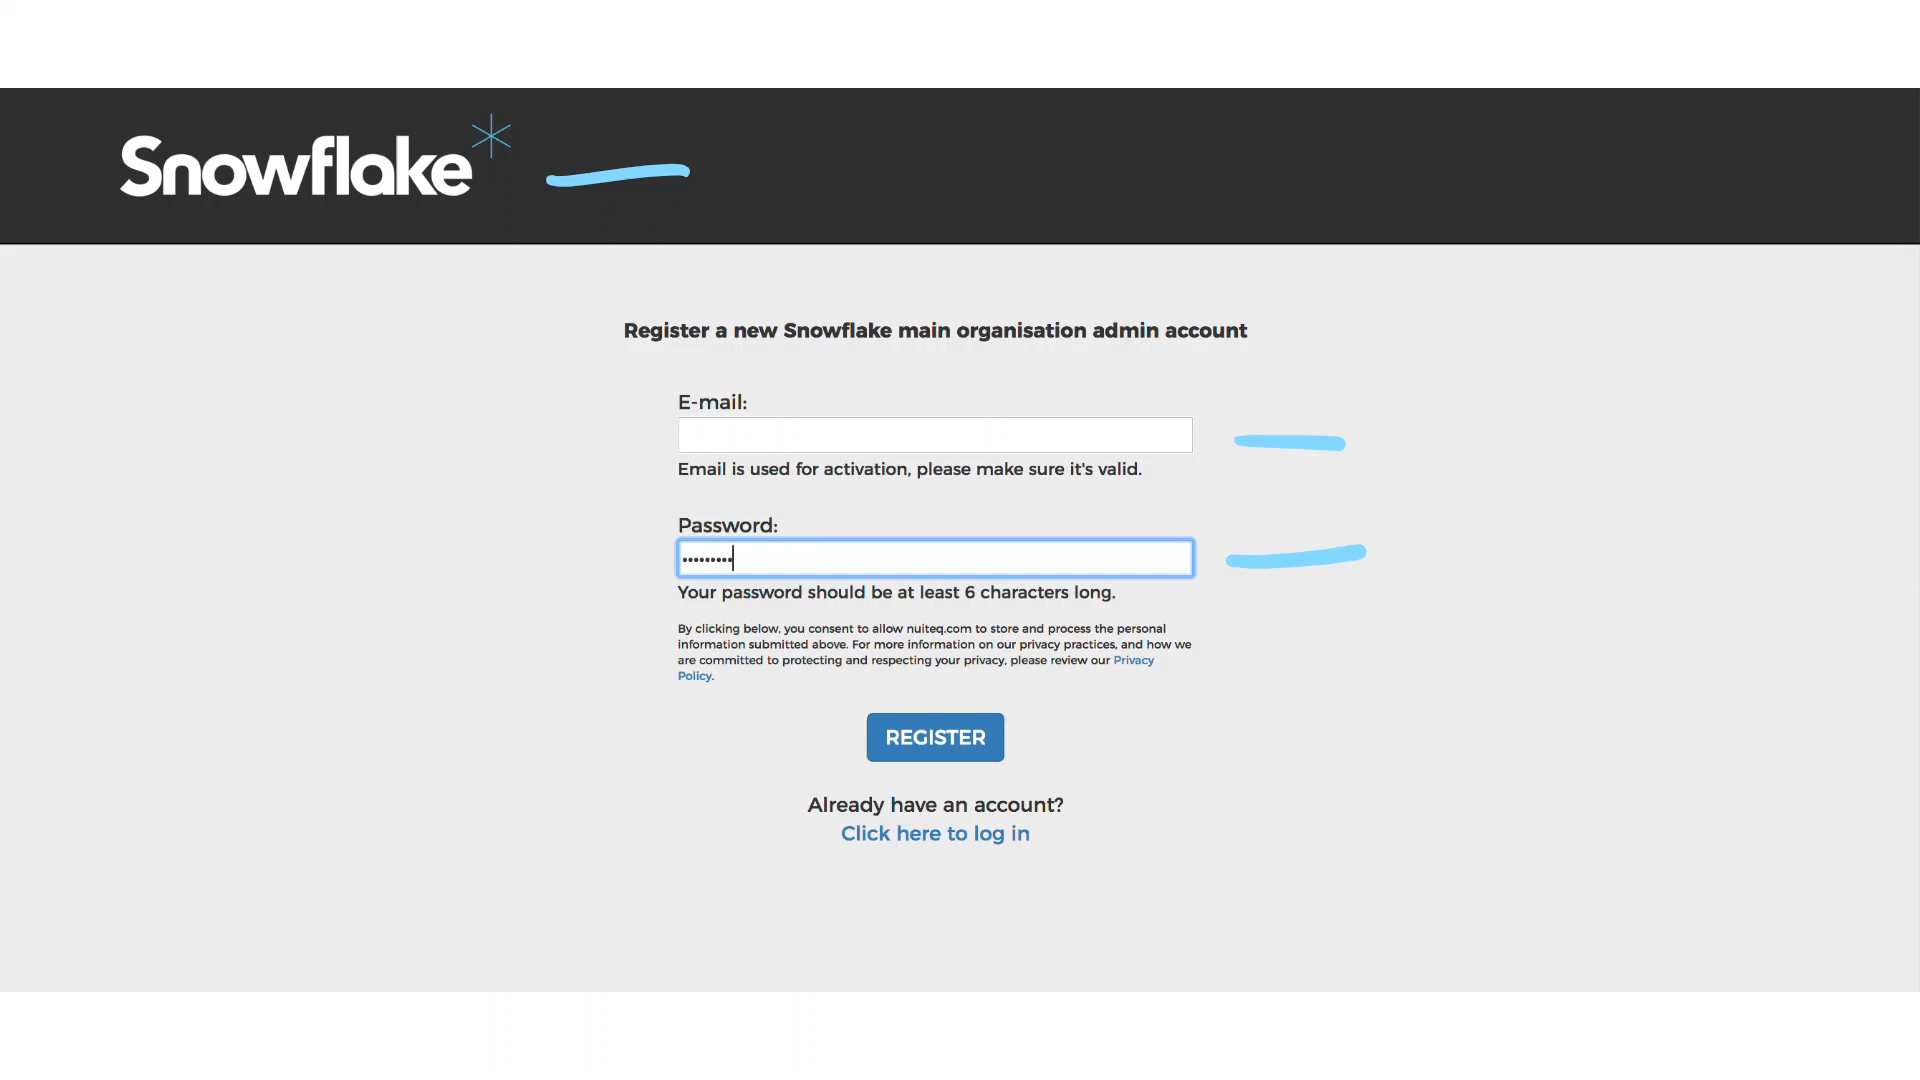 Snowflake
Register a new Snowflake main organisation admin account
E-mail:
Email is used for activation, please make sure it's valid.
Password:
•••••••••
Your password should be at least 6 characters long.
By clicking below, you consent to allow nuiteq.com to store and process the personal
information submitted above. For more information on our privacy practices, and how we
are committed to protecting and respecting your privacy, please review our Privacy
Policy.
REGISTER
Already have an account?
Click here to log in